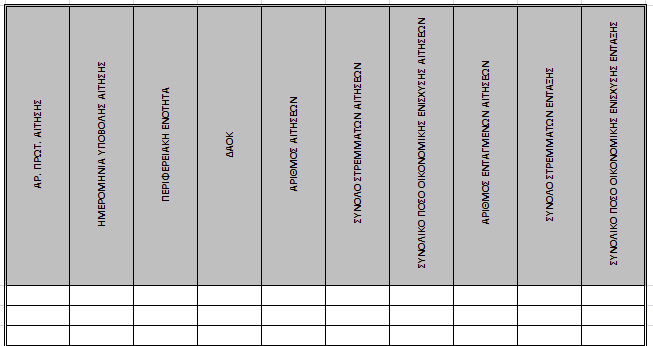 ΑΡ. ΠΡΩΤ. ΑΙΤΗΣΗΣ
ΗΜΕΡΟΜΗΝΙΑ ΥΠΟΒΟΛΗΣ ΑΙΤΗΣΗΣ
ΠΕΡΙΦΕΡΕΙΑΚΗ ΕΝΟΤΗΤΑ
ΔΑΟΚ
ΑΡΙΘΜΟΣ ΑΙΤΗΣΕΩΝ
ΣΥΝΟΛΟ ΣΤΡΕΜΜΑΤΩΝ ΑΙΤΗΣΕΩΝ
ΣΥΝΟΛΙΚΟ ΠΟΣΟ ΟΙΚΟΝΟΜΙΚΗΣ ΕΝΙΣΧΥΣΗΣ ΑΙΤΗΣΕΩΝ
ΑΡΙΘΜΟΣ ΕΝΤΑΓΜΕΝΩΝ ΑΙΤΗΣΕΩΝ
ΣΥΝΟΛΟ ΣΤΡΕΜΜΑΤΩΝ ΕΝΤΑΞΗΣ
ΣΥΝΟΛΙΚΟ ΠΟΣΟ ΟΙΚΟΝΟΜΙΚΗΣ ΕΝΙΣΧΥΣΗΣ ΕΝΤΑΞΗΣ